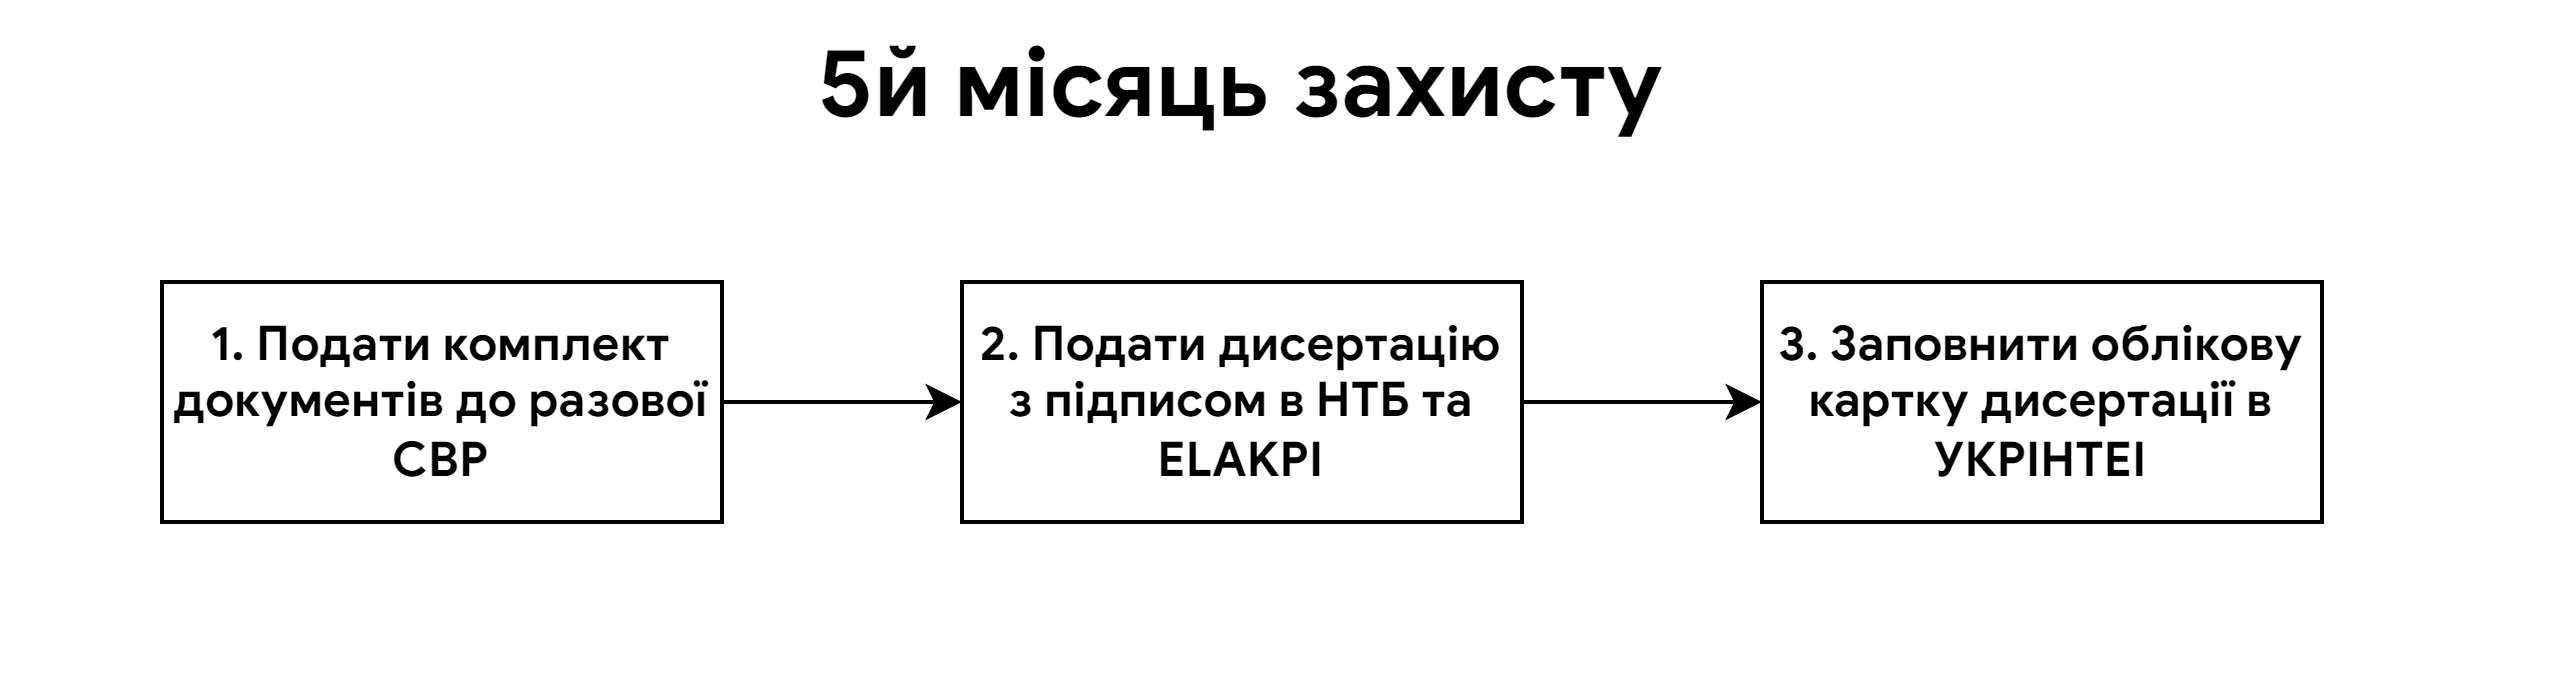 5й місяць захисту
1. Подати комплект
документів до разової
СВР
2. Подати дисертацію
з підписом в НТБ та
ELAKPI
3. Заповнити облікову
картку дисертації в
УКРІНТЕІ